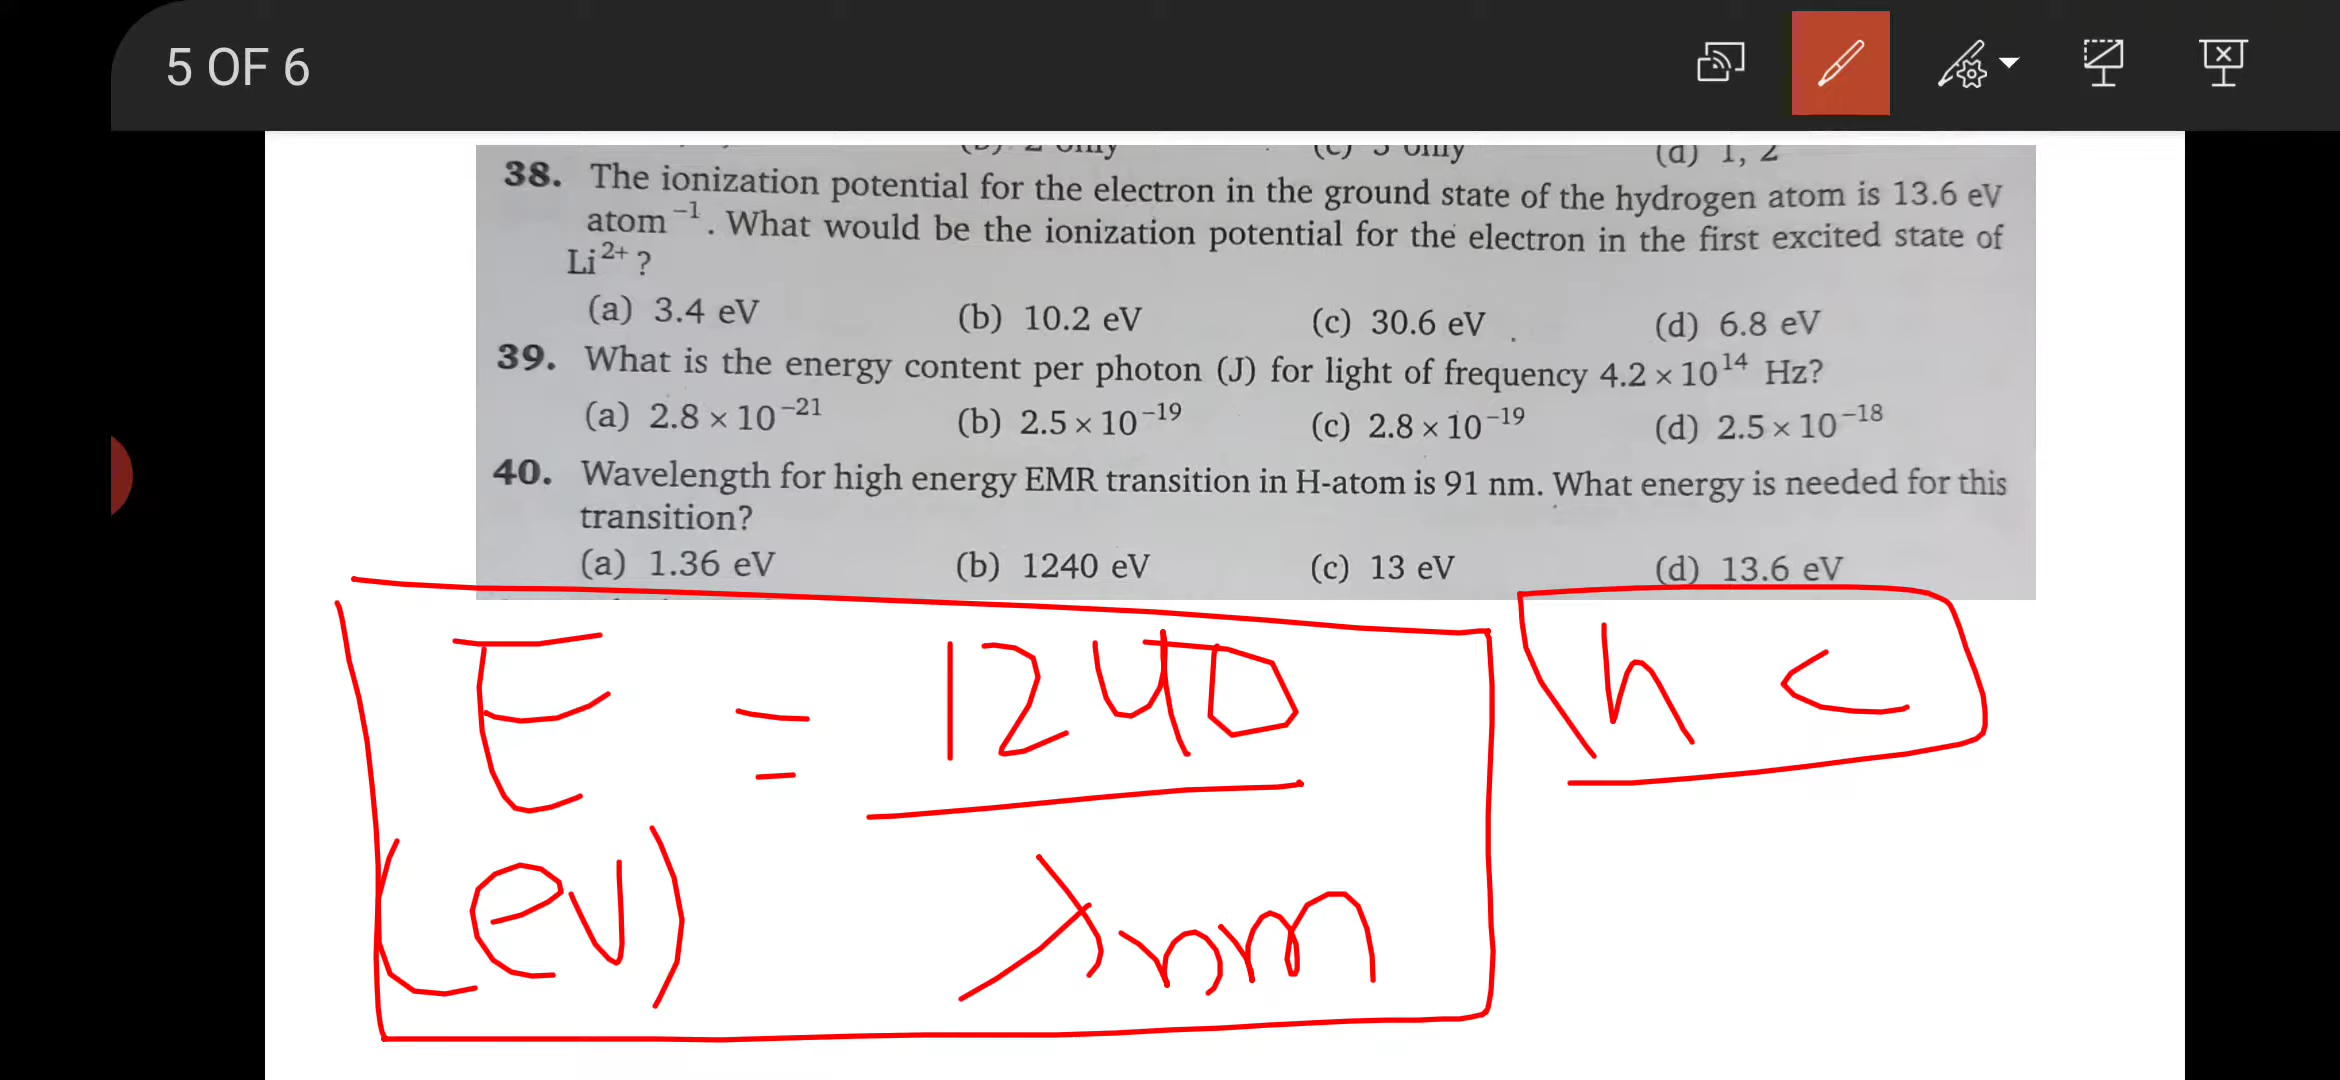 5 OF 6
only only (d) 1, 2
38. The ionization potential for the electron in the ground state of the hydrogen atom is 13.6 eV
atom⁻¹. What would be the ionization potential for the electron in the first excited state of
Li²⁺ ?
(a) 3.4 eV (b) 10.2 eV (c) 30.6 eV (d) 6.8 eV
39. What is the energy content per photon (J) for light of frequency 4.2 × 10¹⁴ Hz?
(a) 2.8 × 10⁻²¹ (b) 2.5 × 10⁻¹⁹ (c) 2.8 × 10⁻¹⁹ (d) 2.5 × 10⁻¹⁸
40. Wavelength for high energy EMR transition in H-atom is 91 nm. What energy is needed for this
transition?
(a) 1.36 eV (b) 1240 eV (c) 13 eV (d) 13.6 eV
E = 1240 hc
(ev) λnm